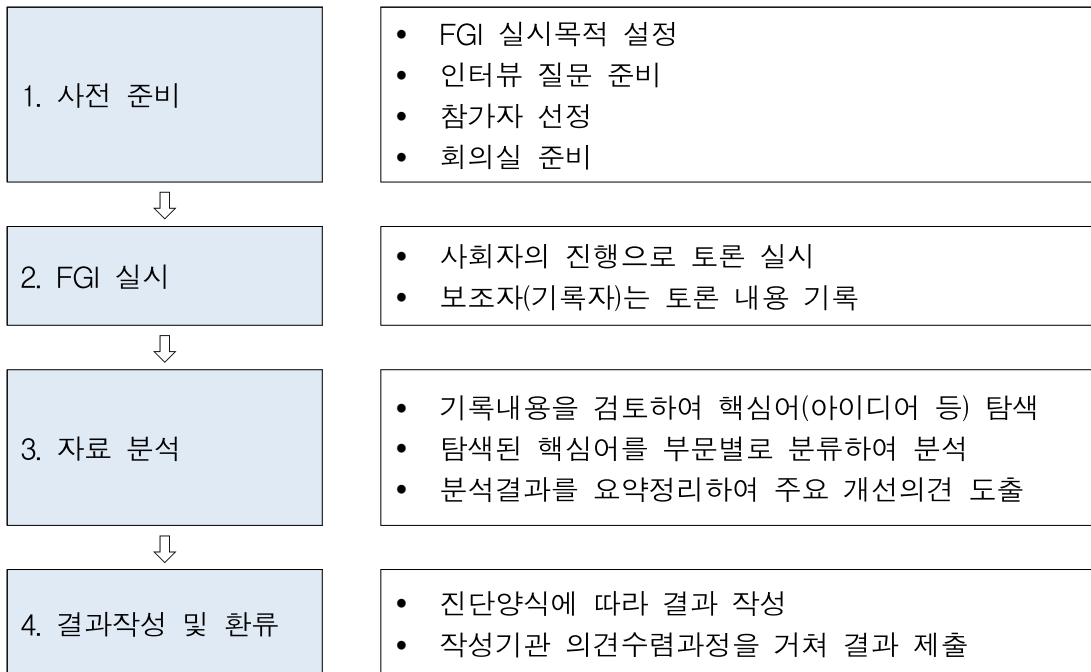 1. 사전 준비
• FGI 실시목적 설정
• 인터뷰 질문 준비
• 참가자 선정
• 회의실 준비
2. FGI 실시
• 사회자의 진행으로 토론 실시
• 보조자(기록자)는 토론 내용 기록
3. 자료 분석
• 기록내용을 검토하여 핵심어(아이디어 등) 탐색
• 탐색된 핵심어를 부문별로 분류하여 분석
• 분석결과를 요약정리하여 주요 개선의견 도출
4. 결과작성 및 환류
• 진단양식에 따라 결과 작성
• 작성기관 의견수렴과정을 거쳐 결과 제출